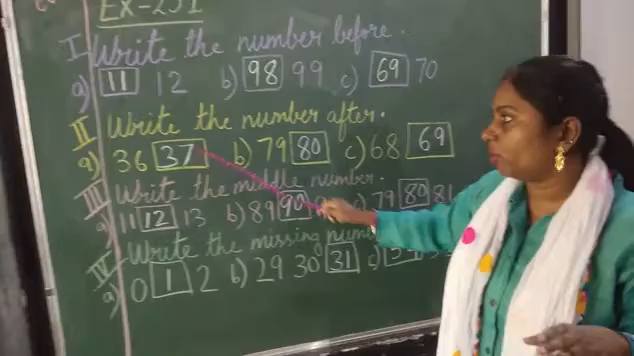 Ex-251
I Write the number before.
a) 11 12 b) 98 99 c) 69 70
II Write the number after.
a) 36 37 b) 79 80 c) 68 69
III Write the middle number.
a) 11 12 13 b) 89 90 79 80 81
IV Write the missing
a) 0 1 2 b) 29 30 31 c)